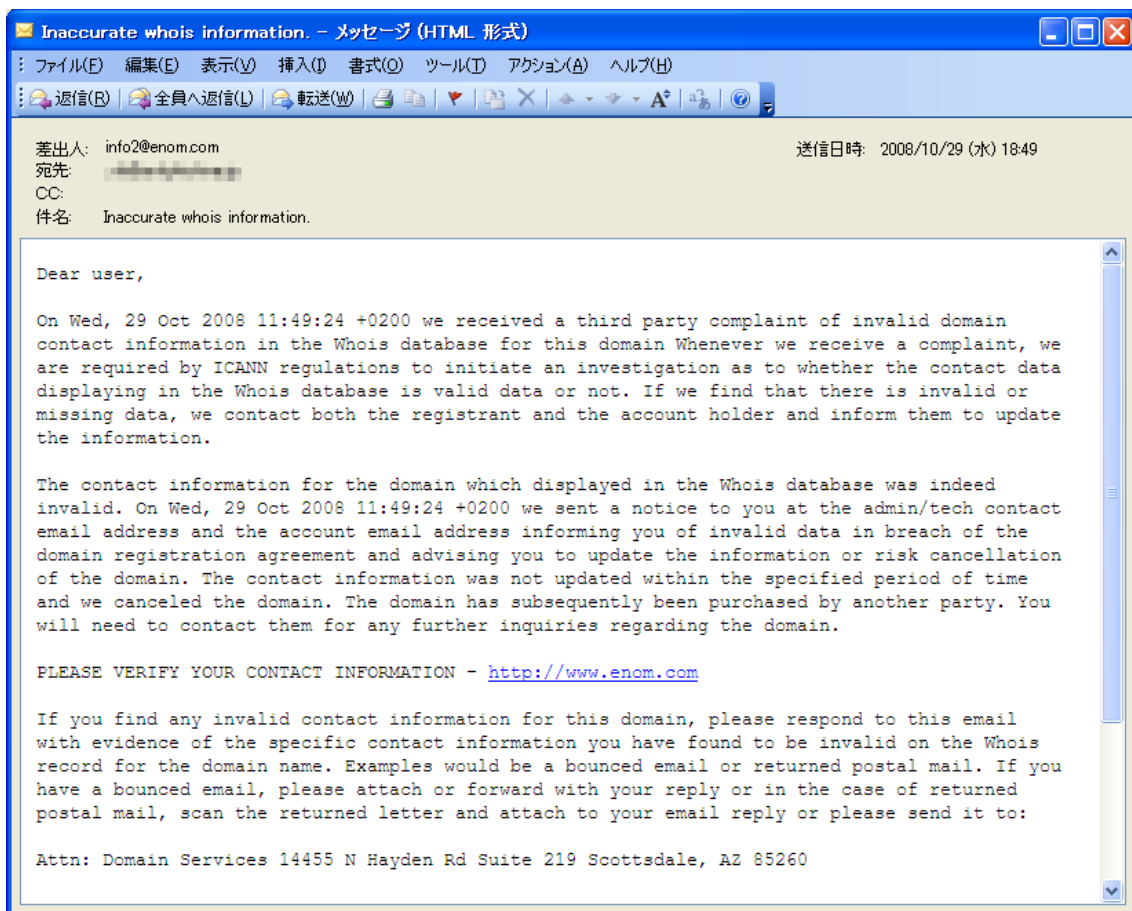 Inaccurate whois information. - メッセージ (HTML 形式)
ファイル(F) 編集(E) 表示(V) 挿入(I) 書式(O) ツール(T) アクション(A) ヘルプ(H)
返信(R) 全員へ返信(L) 転送(W)
差出人: info2@enom.com 送信日時: 2008/10/29 (水) 18:49
宛先:
CC:
件名: Inaccurate whois information.
Dear user,
On Wed, 29 Oct 2008 11:49:24 +0200 we received a third party complaint of invalid domain
contact information in the Whois database for this domain Whenever we receive a complaint, we
are required by ICANN regulations to initiate an investigation as to whether the contact data
displaying in the Whois database is valid data or not. If we find that there is invalid or
missing data, we contact both the registrant and the account holder and inform them to update
the information.
The contact information for the domain which displayed in the Whois database was indeed
invalid. On Wed, 29 Oct 2008 11:49:24 +0200 we sent a notice to you at the admin/tech contact
email address and the account email address informing you of invalid data in breach of the
domain registration agreement and advising you to update the information or risk cancellation
of the domain. The contact information was not updated within the specified period of time
and we canceled the domain. The domain has subsequently been purchased by another party. You
will need to contact them for any further inquiries regarding the domain.
PLEASE VERIFY YOUR CONTACT INFORMATION - http://www.enom.com
If you find any invalid contact information for this domain, please respond to this email
with evidence of the specific contact information you have found to be invalid on the Whois
record for the domain name. Examples would be a bounced email or returned postal mail. If you
have a bounced email, please attach or forward with your reply or in the case of returned
postal mail, scan the returned letter and attach to your email reply or please send it to:
Attn: Domain Services 14455 N Hayden Rd Suite 219 Scottsdale, AZ 85260